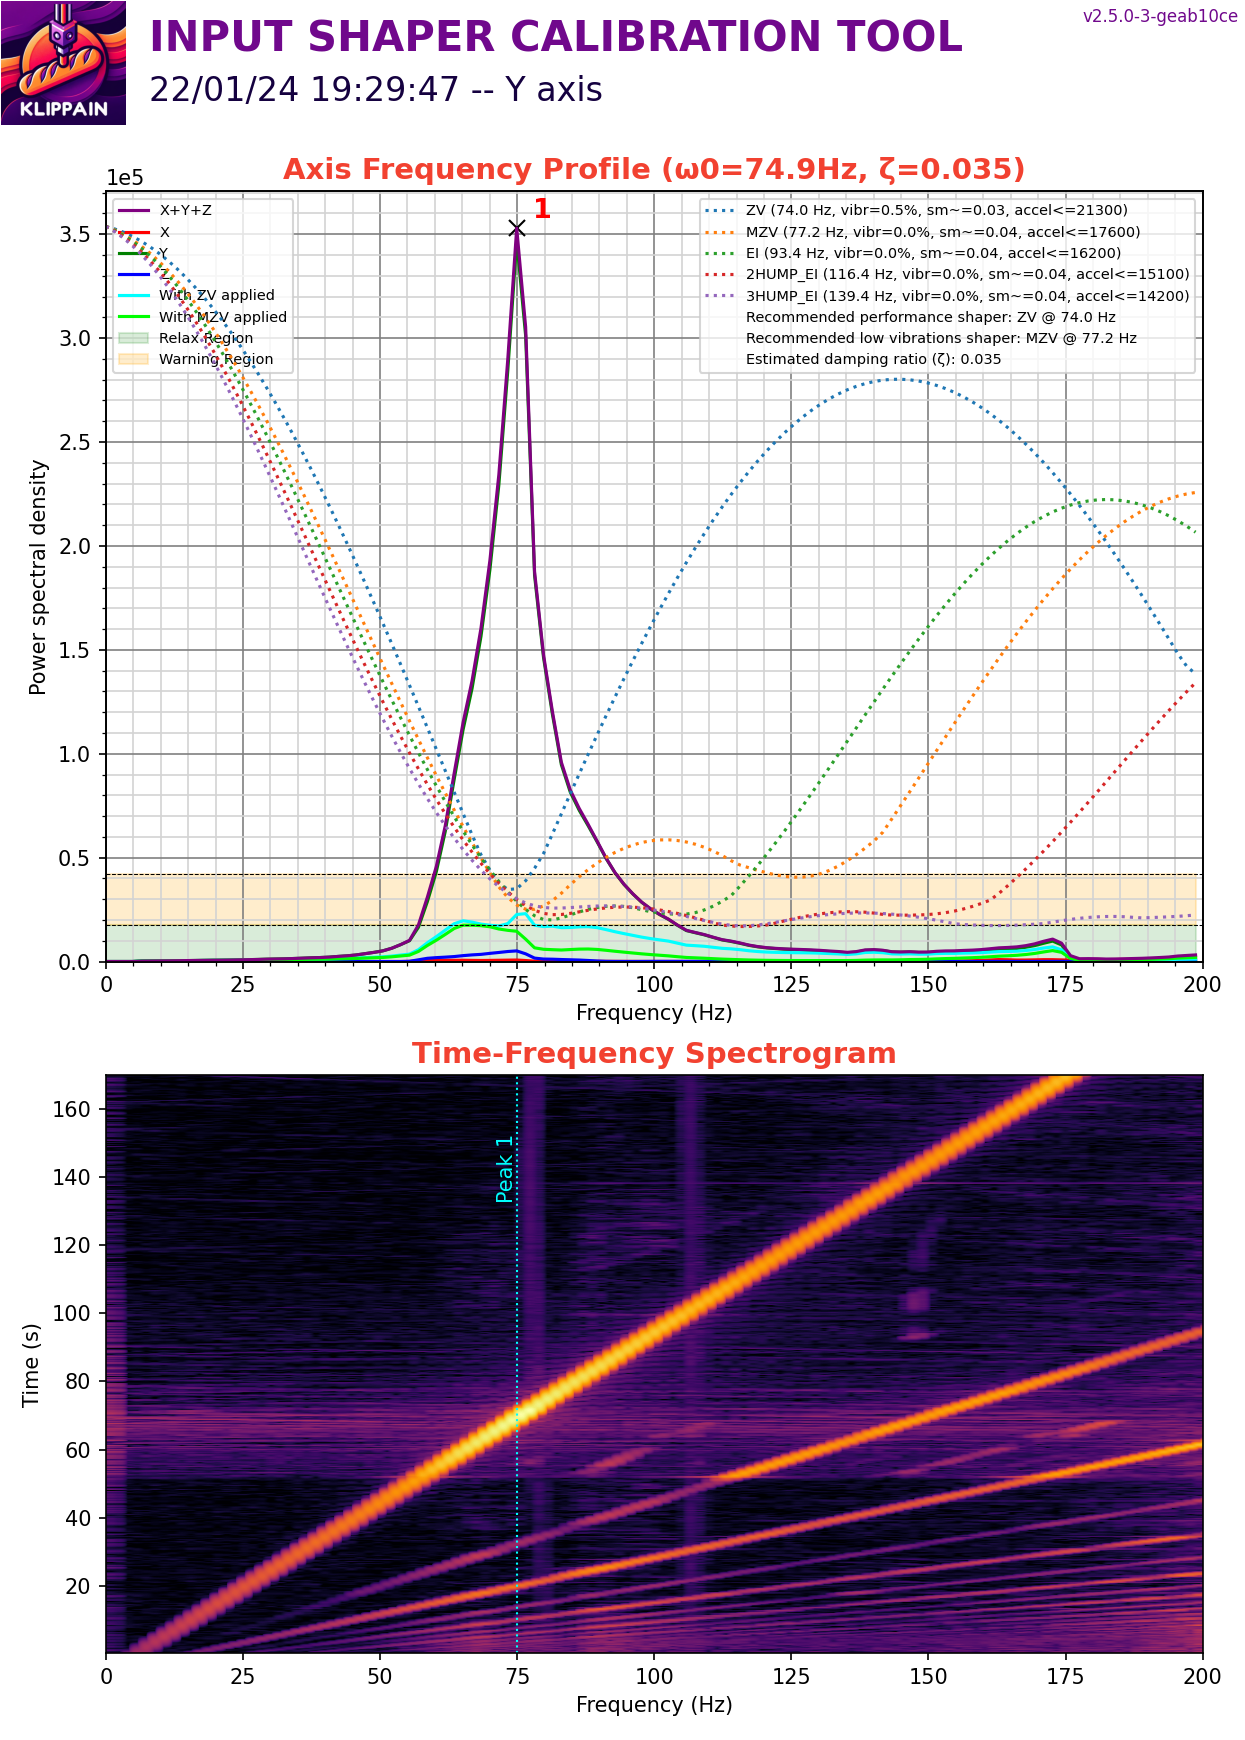 INPUT SHAPER CALIBRATION TOOL
v2.5.0-3-geab10ce
22/01/24 19:29:47 -- Y axis
KLIPPAIN
Axis Frequency Profile (ω0=74.9Hz, ζ=0.035)
1e5
1
X+Y+Z
X
Y
Z
With ZV applied
With MZV applied
Relax Region
Warning Region
ZV (74.0 Hz, vibr=0.5%, sm~=0.03, accel<=21300)
MZV (77.2 Hz, vibr=0.0%, sm~=0.04, accel<=17600)
EI (93.4 Hz, vibr=0.0%, sm~=0.04, accel<=16200)
2HUMP_EI (116.4 Hz, vibr=0.0%, sm~=0.04, accel<=15100)
3HUMP_EI (139.4 Hz, vibr=0.0%, sm~=0.04, accel<=14200)
Recommended performance shaper: ZV @ 74.0 Hz
Recommended low vibrations shaper: MZV @ 77.2 Hz
Estimated damping ratio (ζ): 0.035
Power spectral density
3.5
3.0
2.5
2.0
1.5
1.0
0.5
0.0
0 25 50 75 100 125 150 175 200
Frequency (Hz)
Time-Frequency Spectrogram
Time (s)
160
140
120
100
80
60
40
20
Peak 1
0 25 50 75 100 125 150 175 200
Frequency (Hz)